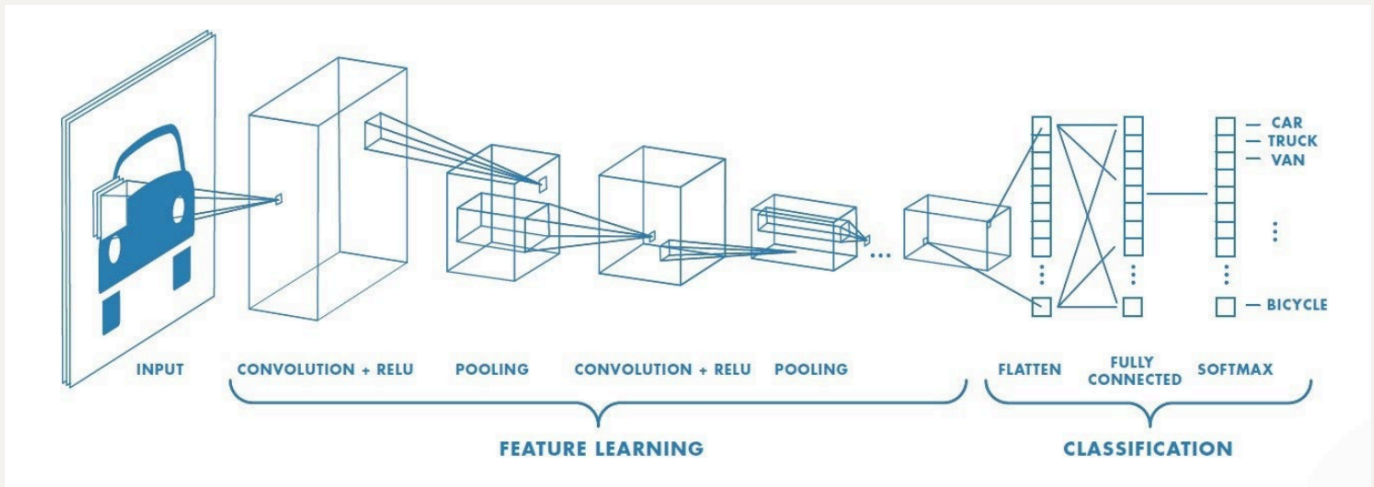 CAR
TRUCK
VAN
BICYCLE
INPUT
CONVOLUTION + RELU
POOLING
CONVOLUTION + RELU
POOLING
FLATTEN
FULLY
CONNECTED
SOFTMAX
FEATURE LEARNING
CLASSIFICATION